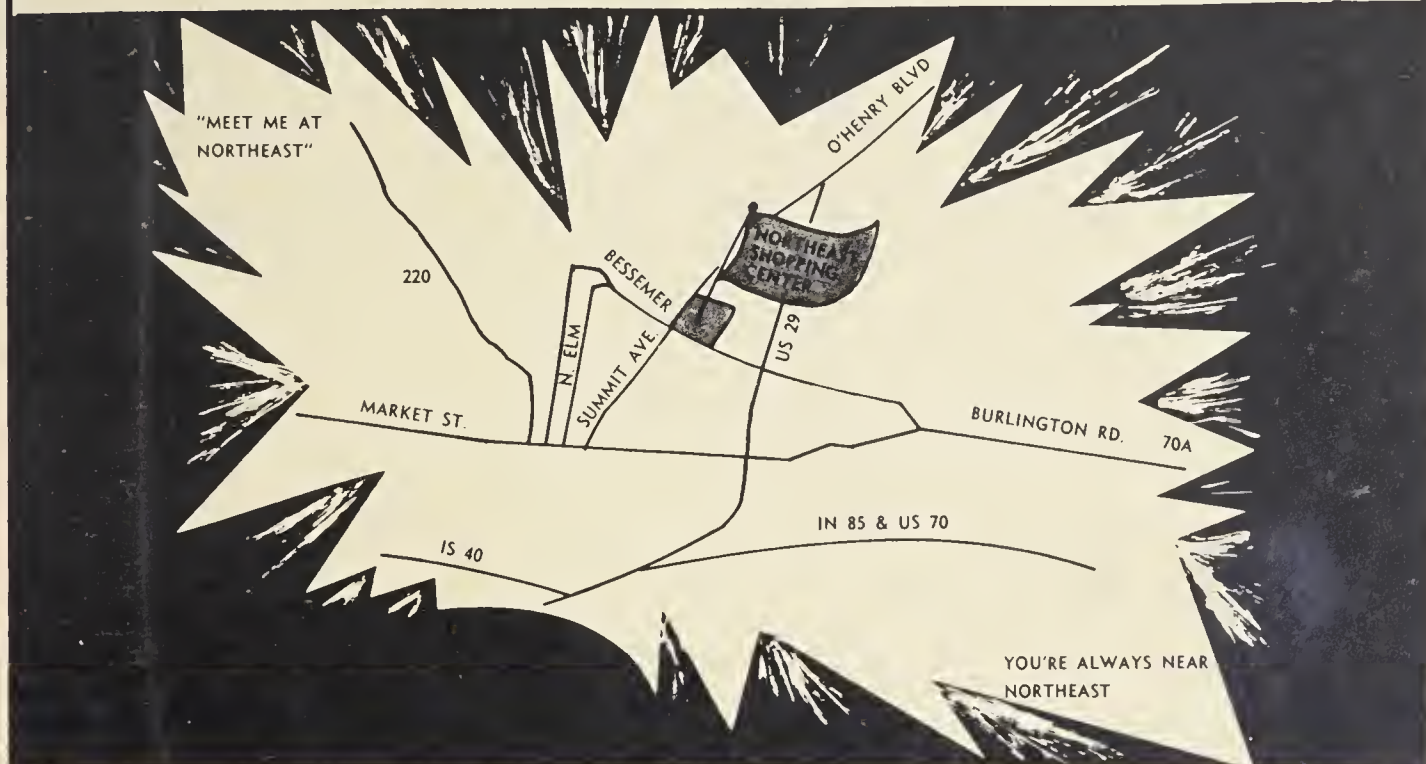 "MEET ME AT
NORTHEAST"
O'HENRY BLVD
NORTHEAST
SHOPPING
CENTER
220
BESSEMER
N. ELM
SUMMIT AVE.
US 29
MARKET ST.
BURLINGTON RD. 70A
IN 85 & US 70
IS 40
YOU'RE ALWAYS NEAR
NORTHEAST